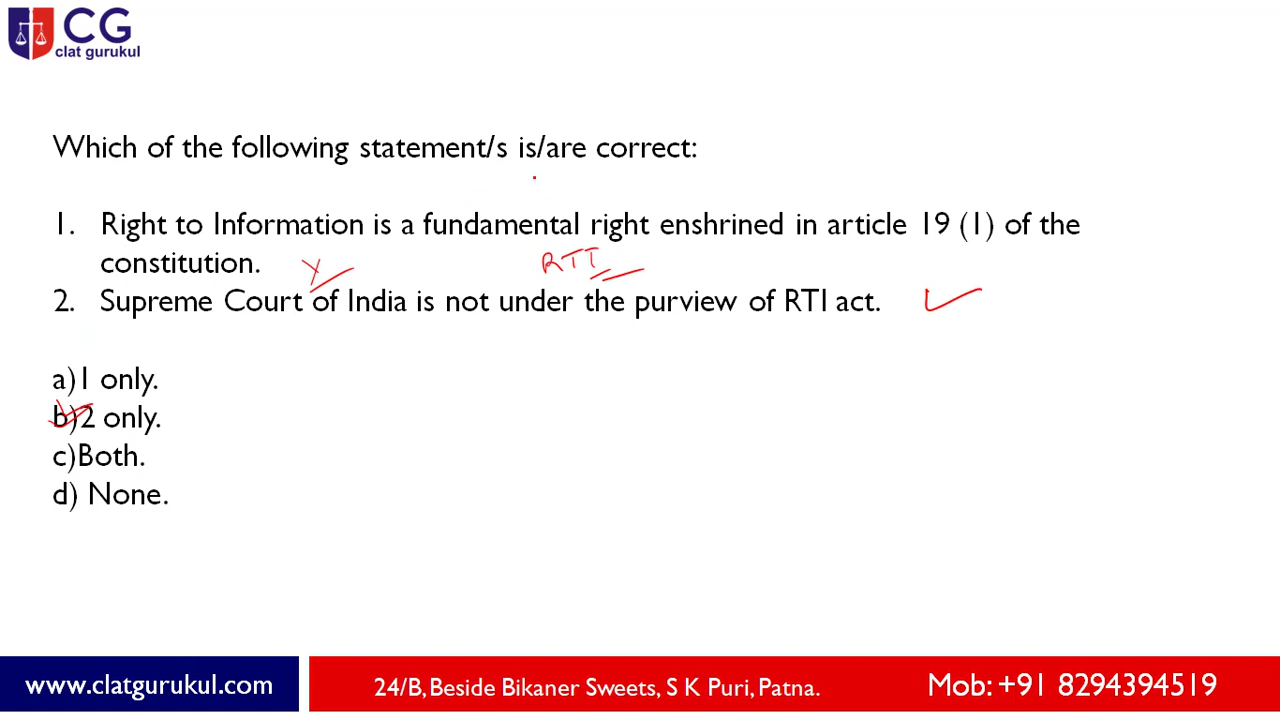 CG
clat gurukul
Which of the following statement/s is/are correct:
1. Right to Information is a fundamental right enshrined in article 19 (1) of the
constitution.
RTI
2. Supreme Court of India is not under the purview of RTI act.
a)1 only.
b)2 only.
c)Both.
d) None.
www.clatgurukul.com
24/B, Beside Bikaner Sweets, S K Puri, Patna.
Mob: +91 8294394519